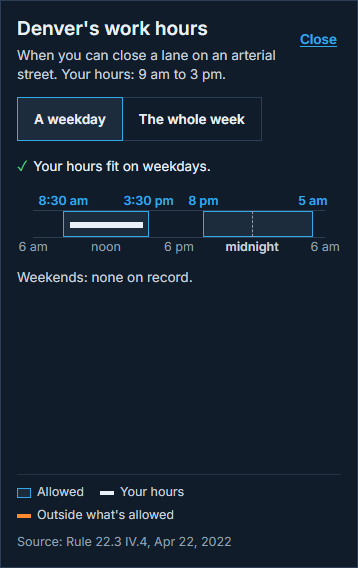 Denver's work hours
When you can close a lane on an arterial
street. Your hours: 9 am to 3 pm.
Close
A weekday
The whole week
✓ Your hours fit on weekdays.
8:30 am 3:30 pm 8 pm 5 am
6 am noon 6 pm midnight 6 am
Weekends: none on record.
Allowed Your hours
Outside what's allowed
Source: Rule 22.3 IV.4, Apr 22, 2022